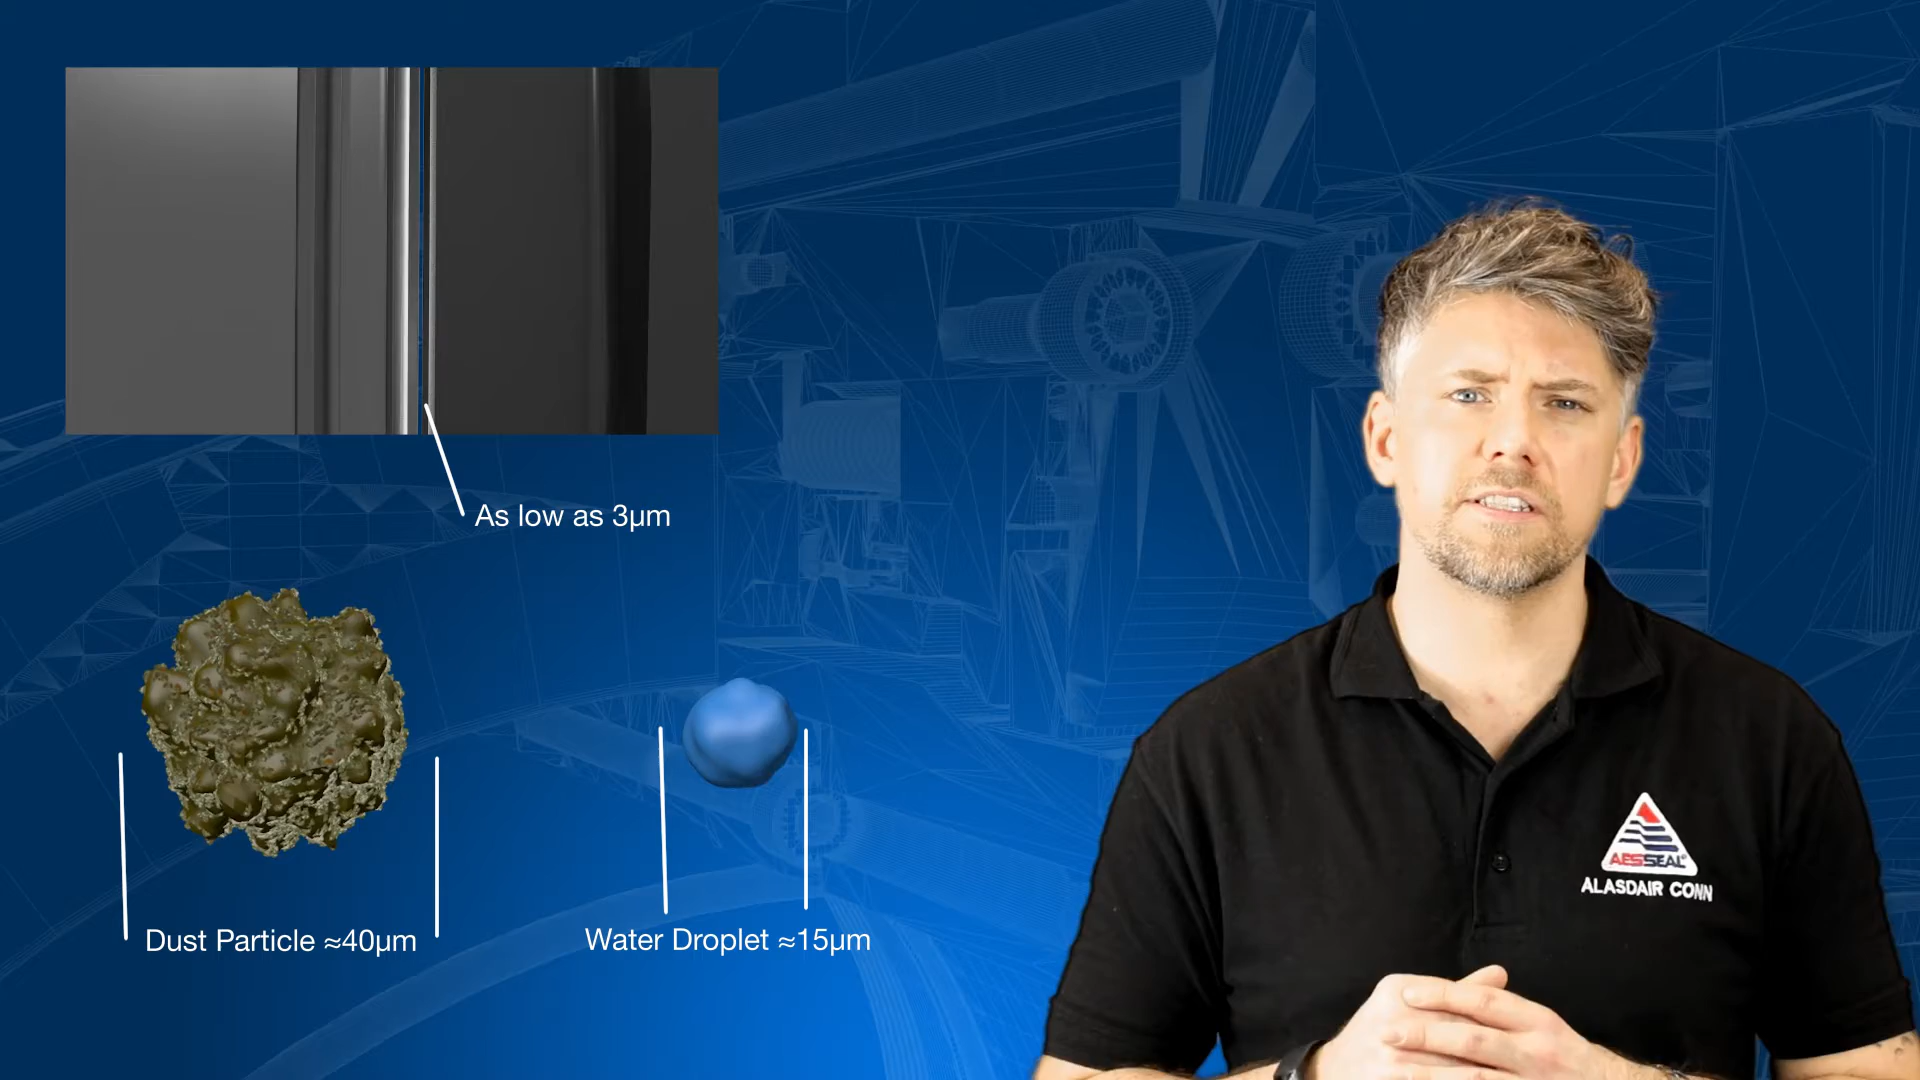 As low as 3µm
Dust Particle ≈40µm
Water Droplet ≈15µm
AESSEAL®
ALASDAIR CONN